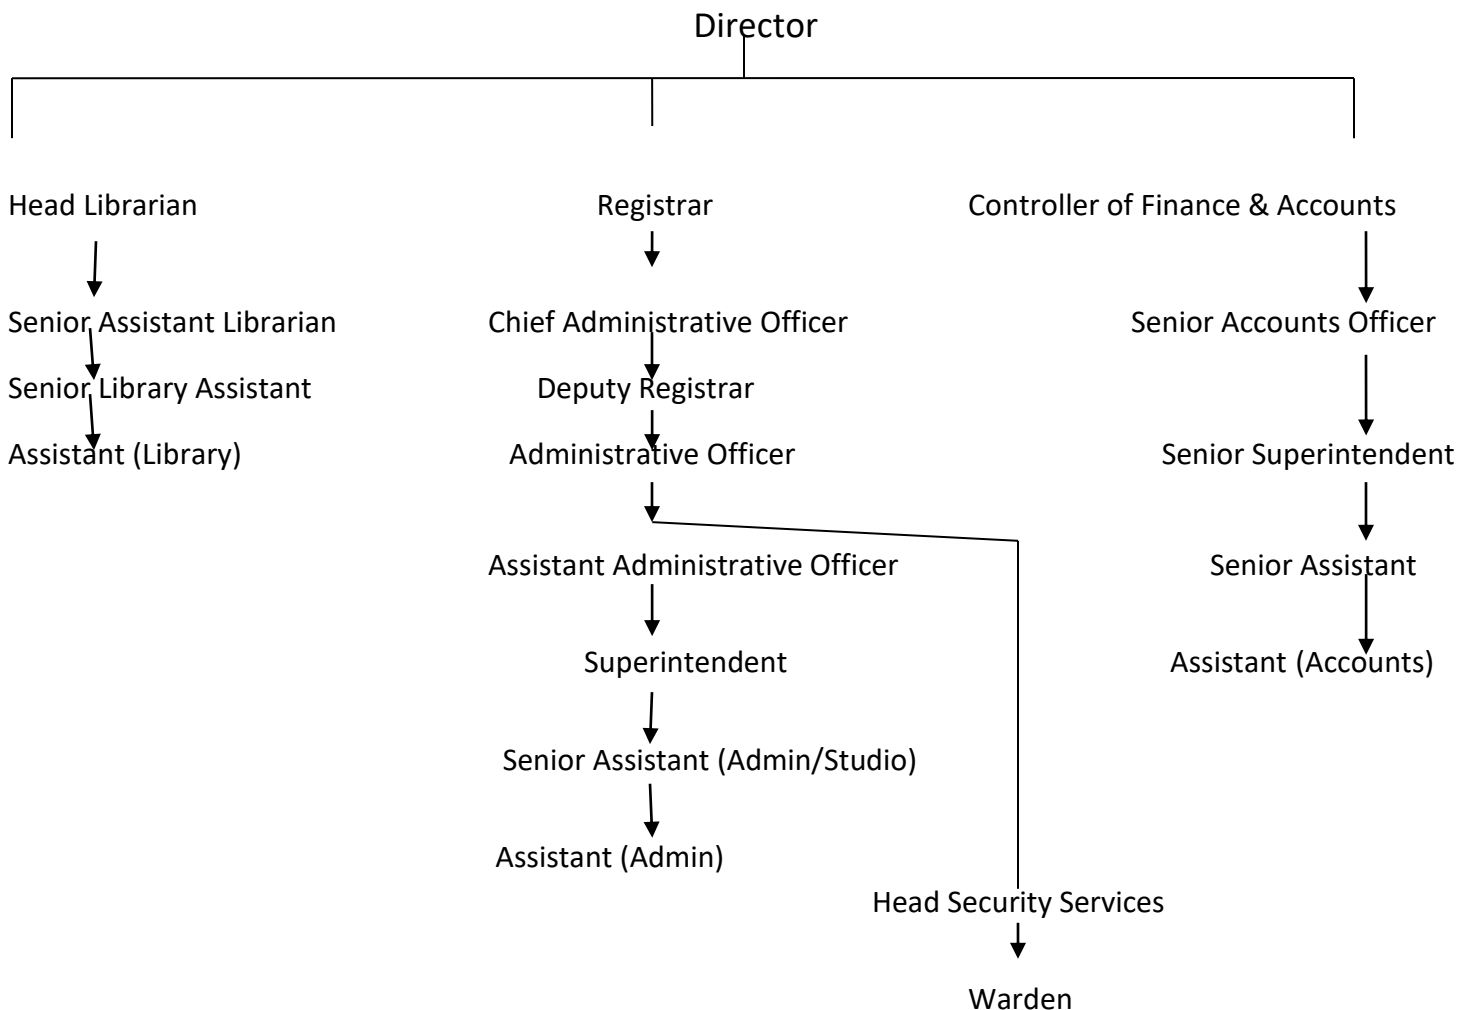 Director
Head Librarian
Registrar
Controller of Finance & Accounts
Senior Assistant Librarian
Chief Administrative Officer
Senior Accounts Officer
Senior Library Assistant
Deputy Registrar
Assistant (Library)
Administrative Officer
Senior Superintendent
Assistant Administrative Officer
Senior Assistant
Superintendent
Assistant (Accounts)
Senior Assistant (Admin/Studio)
Assistant (Admin)
Head Security Services
Warden